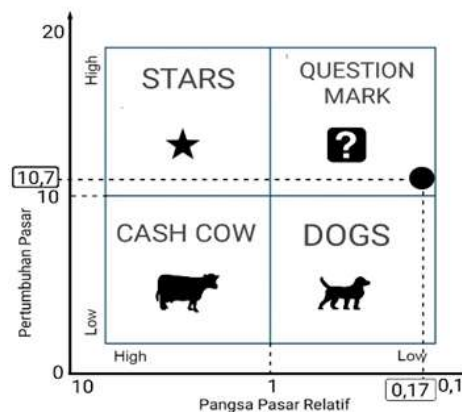 20
High
STARS
QUESTION
MARK
?
10,7
10
Pertumbuhan Pasar
CASH COW
DOGS
Low
0
High
Low
10
1
0,17
0,1
Pangsa Pasar Relatif